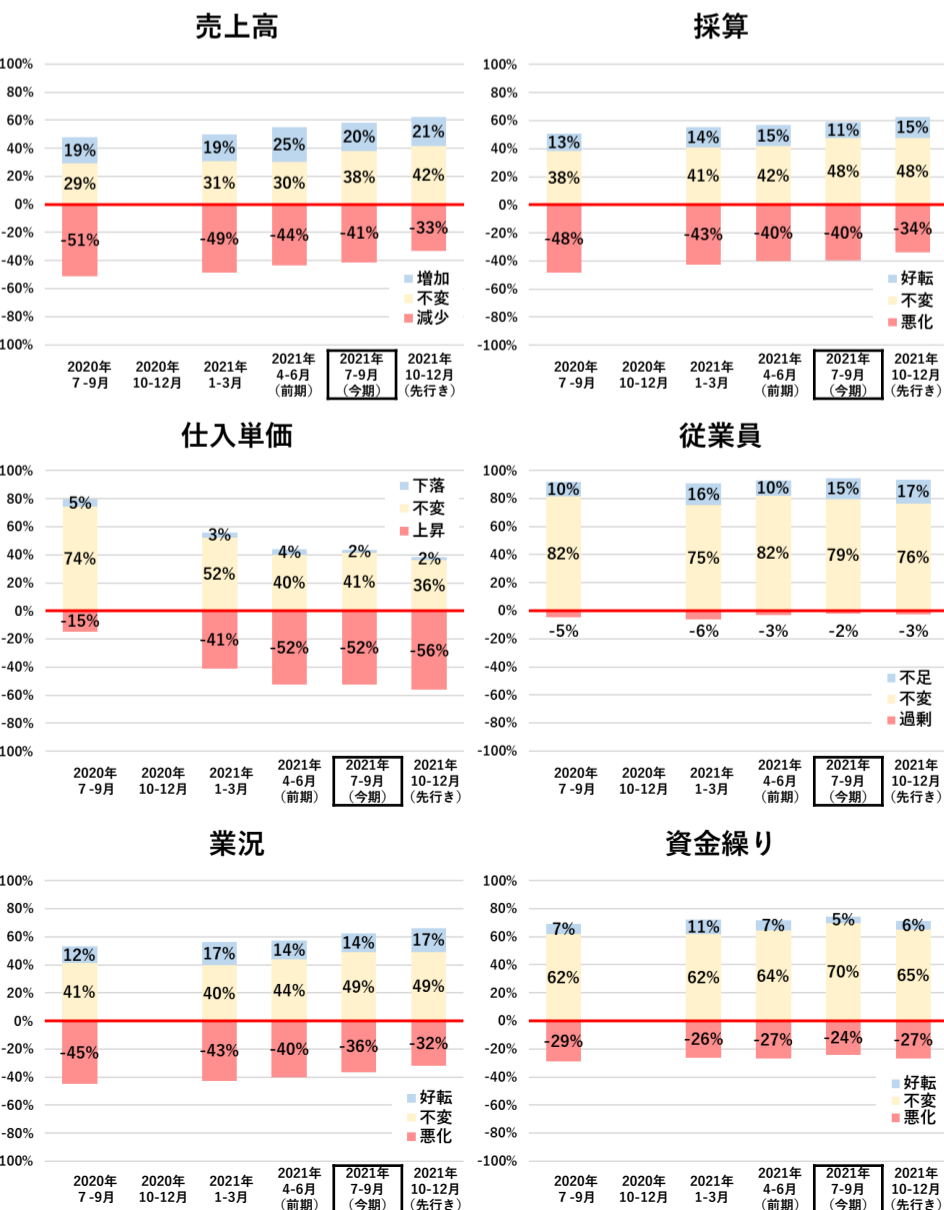 売上高
100%
80%
60%
40%
20%
0%
-20%
-40%
-60%
-80%
100%
19% 19% 25% 20% 21%
29% 31% 30% 38% 42%
-51% -49% -44% -41% -33%
増加
不変
減少
2020年 2020年 2021年 2021年 2021年 2021年
7 -9月 10-12月 1-3月 4-6月 7-9月 10-12月
(前期) (今期) (先行き)
採算
100%
80%
60%
40%
20%
0%
-20%
-40%
-60%
-80%
-100%
13% 14% 15% 11% 15%
38% 41% 42% 48% 48%
-48% -43% -40% -40% -34%
好転
不変
悪化
2020年 2020年 2021年 2021年 2021年 2021年
7 -9月 10-12月 1-3月 4-6月 7-9月 10-12月
(前期) (今期) (先行き)
仕入単価
100%
80%
60%
40%
20%
0%
-20%
-40%
-60%
-80%
100%
5% 3% 4% 2% 2%
74% 52% 40% 41% 36%
-15% -41% -52% -52% -56%
下落
不変
上昇
2020年 2020年 2021年 2021年 2021年 2021年
7 -9月 10-12月 1-3月 4-6月 7-9月 10-12月
(前期) (今期) (先行き)
従業員
100%
80%
60%
40%
20%
0%
-20%
-40%
-60%
-80%
-100%
10% 16% 10% 15% 17%
82% 75% 82% 79% 76%
-5% -6% -3% -2% -3%
不足
不変
過剰
2020年 2020年 2021年 2021年 2021年 2021年
7 -9月 10-12月 1-3月 4-6月 7-9月 10-12月
(前期) (今期) (先行き)
業況
100%
80%
60%
40%
20%
0%
-20%
-40%
-60%
-80%
100%
12% 17% 14% 14% 17%
41% 40% 44% 49% 49%
-45% -43% -40% -36% -32%
好転
不変
悪化
2020年 2020年 2021年 2021年 2021年 2021年
7 -9月 10-12月 1-3月 4-6月 7-9月 10-12月
(前期) (今期) (先行き)
資金繰り
100%
80%
60%
40%
20%
0%
-20%
-40%
-60%
-80%
-100%
7% 11% 7% 5% 6%
62% 62% 64% 70% 65%
-29% -26% -27% -24% -27%
好転
不変
悪化
2020年 2020年 2021年 2021年 2021年 2021年
7 -9月 10-12月 1-3月 4-6月 7-9月 10-12月
(前期) (今期) (先行き)